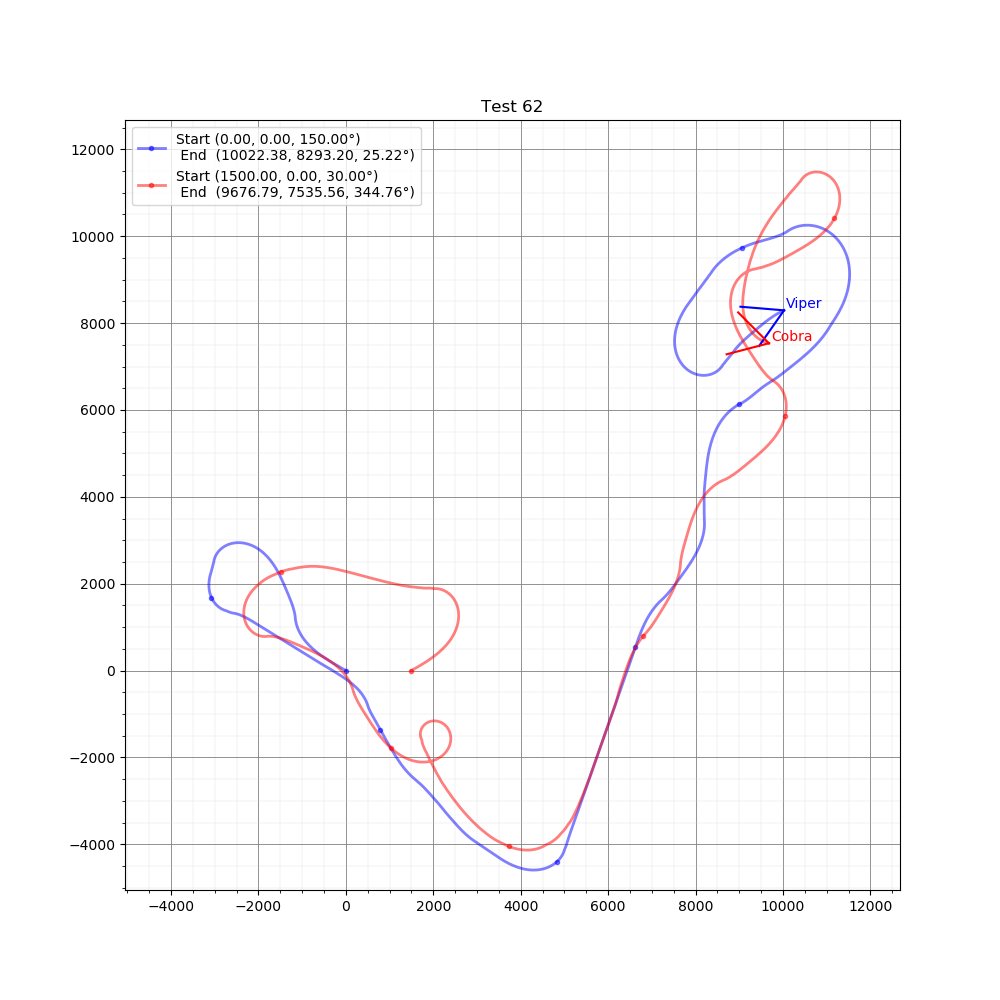 Test 62
Start (0.00, 0.00, 150.00°)
End (10022.38, 8293.20, 25.22°)
Start (1500.00, 0.00, 30.00°)
End (9676.79, 7535.56, 344.76°)
12000
10000
8000
6000
4000
2000
0
−2000
−4000
Viper
Cobra
−4000 −2000 0 2000 4000 6000 8000 10000 12000